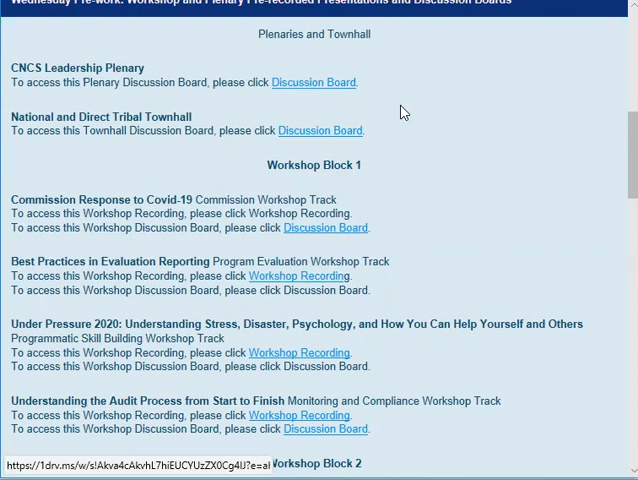 Wednesday Pre-work: Workshop and Plenary Pre-recorded Presentations and Discussion Boards
Plenaries and Townhall
CNCS Leadership Plenary
To access this Plenary Discussion Board, please click Discussion Board.
National and Direct Tribal Townhall
To access this Townhall Discussion Board, please click Discussion Board.
Workshop Block 1
Commission Response to Covid-19 Commission Workshop Track
To access this Workshop Recording, please click Workshop Recording.
To access this Workshop Discussion Board, please click Discussion Board.
Best Practices in Evaluation Reporting Program Evaluation Workshop Track
To access this Workshop Recording, please click Workshop Recording.
To access this Workshop Discussion Board, please click Discussion Board.
Under Pressure 2020: Understanding Stress, Disaster, Psychology, and How You Can Help Yourself and Others
Programmatic Skill Building Workshop Track
To access this Workshop Recording, please click Workshop Recording.
To access this Workshop Discussion Board, please click Discussion Board.
Understanding the Audit Process from Start to Finish Monitoring and Compliance Workshop Track
To access this Workshop Recording, please click Workshop Recording.
To access this Workshop Discussion Board, please click Discussion Board.
Workshop Block 2